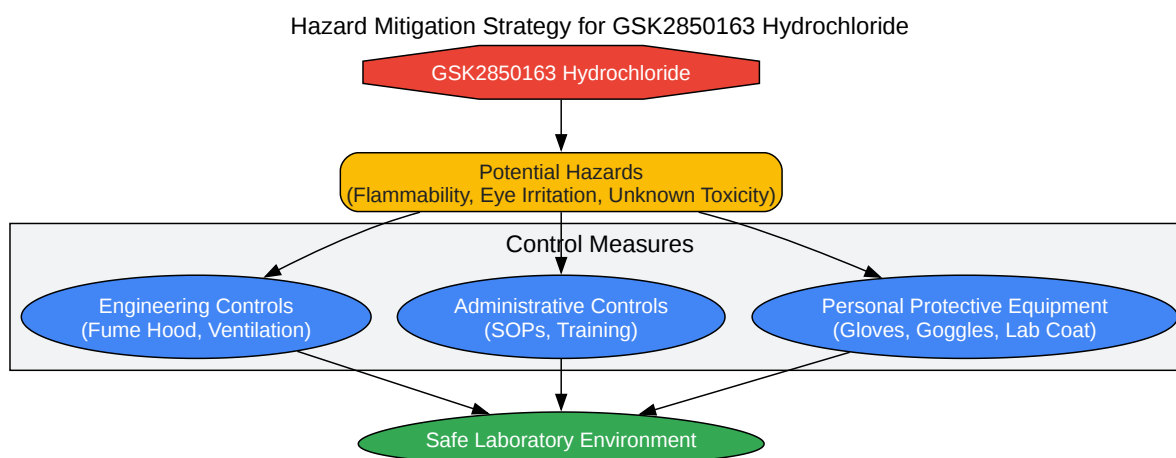 Hazard Mitigation Strategy for GSK2850163 Hydrochloride
GSK2850163 Hydrochloride
Potential Hazards
(Flammability, Eye Irritation, Unknown Toxicity)
Control Measures
Engineering Controls
(Fume Hood, Ventilation)
Administrative Controls
(SOPs, Training)
Personal Protective Equipment
(Gloves, Goggles, Lab Coat)
Safe Laboratory Environment